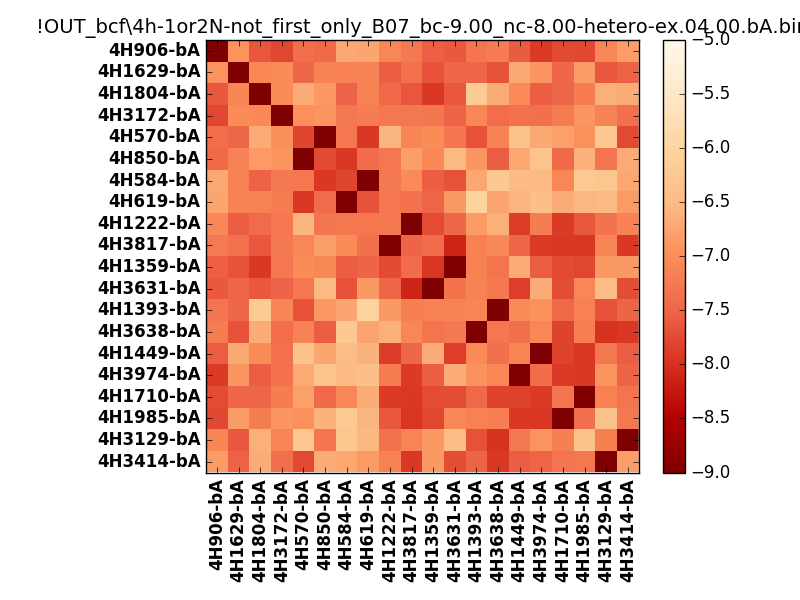 !OUT_bcf\4h-1or2N-not_first_only_B07_bc-9.00_nc-8.00-hetero-ex.04.00.bA.bin
4H906-bA
4H1629-bA
4H1804-bA
4H3172-bA
4H570-bA
4H850-bA
4H584-bA
4H619-bA
4H1222-bA
4H3817-bA
4H1359-bA
4H3631-bA
4H1393-bA
4H3638-bA
4H1449-bA
4H3974-bA
4H1710-bA
4H1985-bA
4H3129-bA
4H3414-bA
4H906-bA
4H1629-bA
4H1804-bA
4H3172-bA
4H570-bA
4H850-bA
4H584-bA
4H619-bA
4H1222-bA
4H3817-bA
4H1359-bA
4H3631-bA
4H1393-bA
4H3638-bA
4H1449-bA
4H3974-bA
4H1710-bA
4H1985-bA
4H3129-bA
4H3414-bA
−5.0
−5.5
−6.0
−6.5
−7.0
−7.5
−8.0
−8.5
−9.0